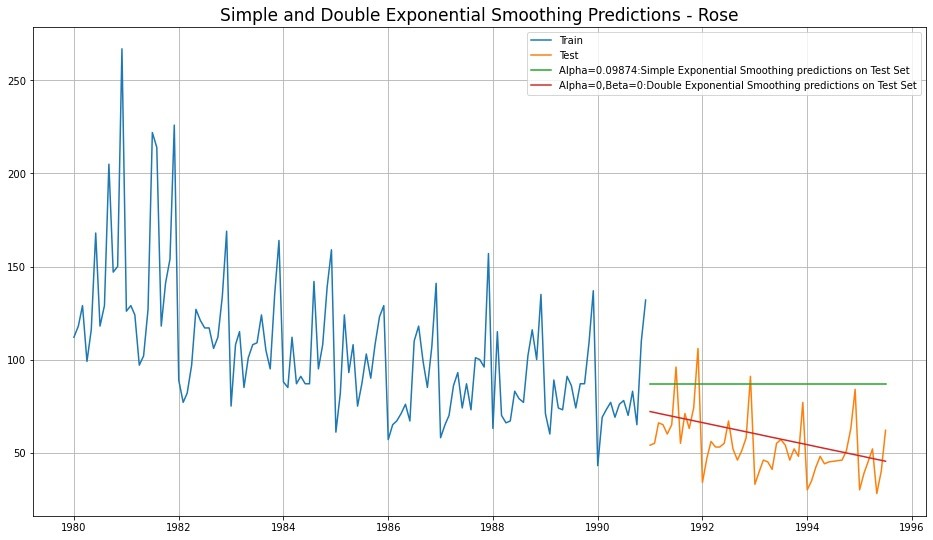 Simple and Double Exponential Smoothing Predictions - Rose
Train
Test
Alpha=0.09874:Simple Exponential Smoothing predictions on Test Set
Alpha=0,Beta=0:Double Exponential Smoothing predictions on Test Set
250
200
150
100
50
1980 1982 1984 1986 1988 1990 1992 1994 1996